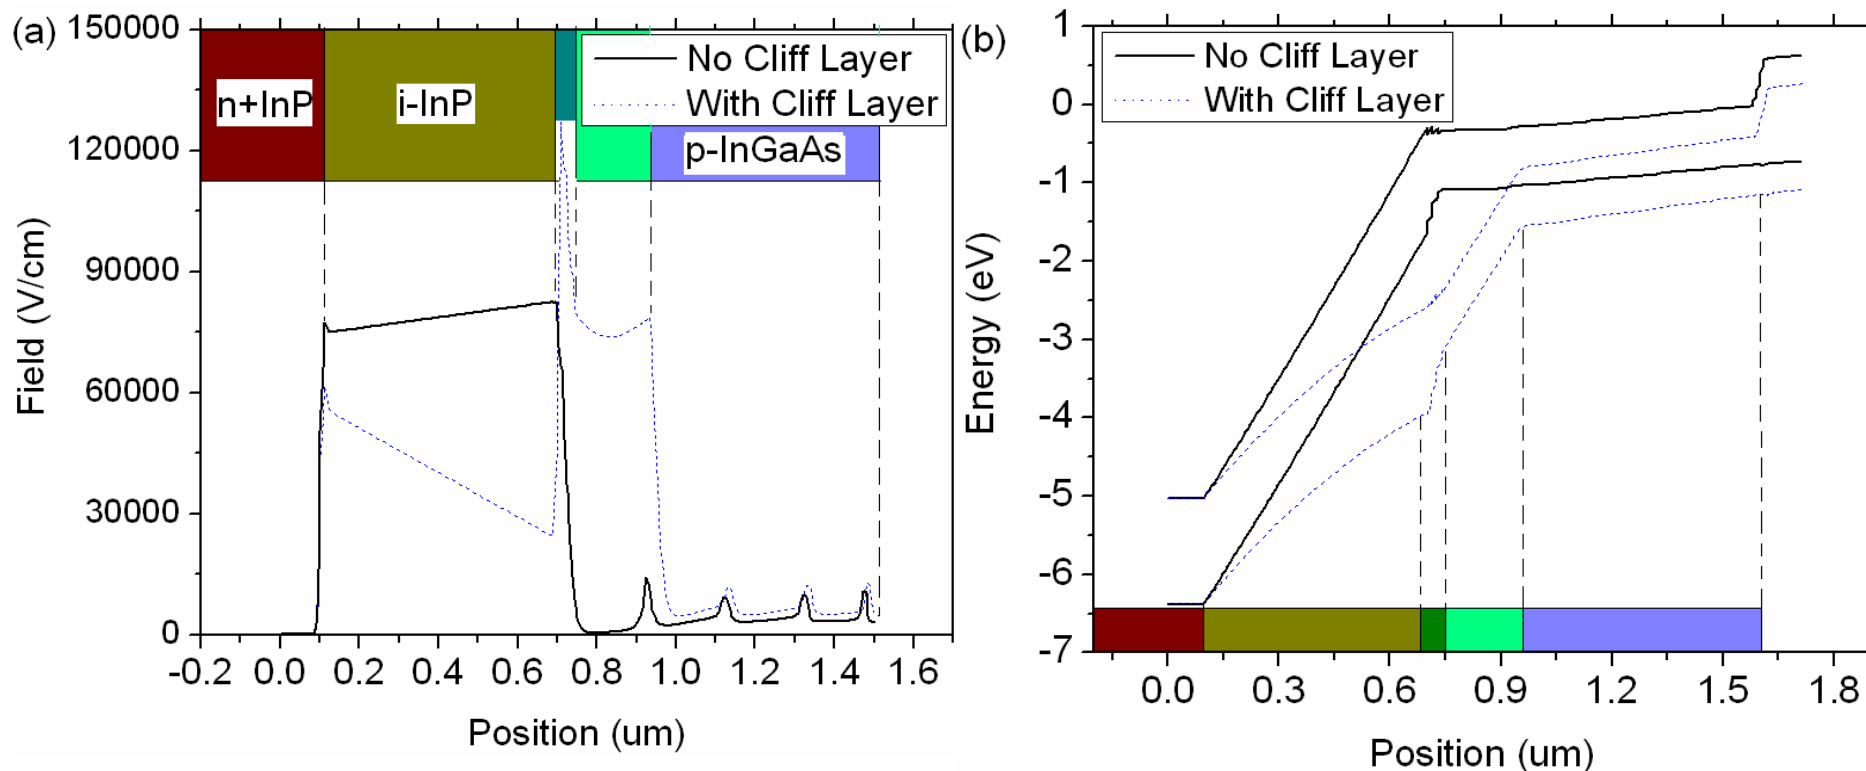 (a)
150000
120000
90000
60000
30000
0
Field (V/cm)
n+InP
i-InP
p-InGaAs
No Cliff Layer
With Cliff Layer
-0.2 0.0 0.2 0.4 0.6 0.8 1.0 1.2 1.4 1.6
Position (um)
(b)
1
0
-1
-2
-3
-4
-5
-6
-7
Energy (eV)
No Cliff Layer
With Cliff Layer
0.0 0.3 0.6 0.9 1.2 1.5 1.8
Position (um)